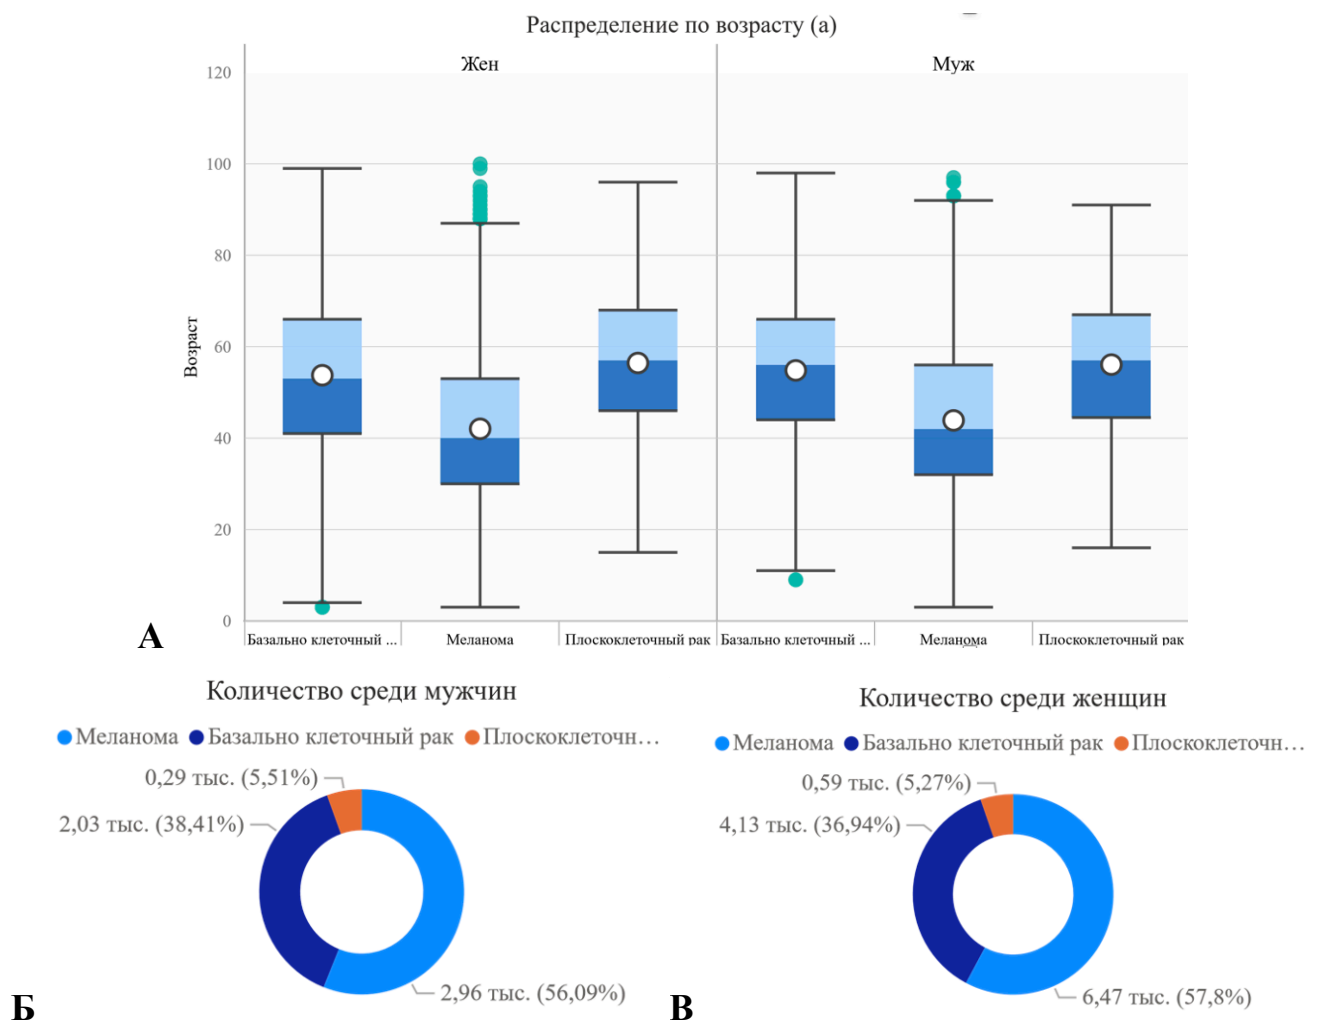 Распределение по возрасту (а)
Жен Муж
120
100
80
60
40
20
0
Возраст
Базально клеточный ... Меланома Плоскоклеточный рак Базально клеточный ... Меланома Плоскоклеточный рак
А
Количество среди мужчин
Меланома Базально клеточный рак Плоскоклеточн...
0,29 тыс. (5,51%)
2,03 тыс. (38,41%)
2,96 тыс. (56,09%)
Б
Количество среди женщин
Меланома Базально клеточный рак Плоскоклеточн...
0,59 тыс. (5,27%)
4,13 тыс. (36,94%)
6,47 тыс. (57,8%)
В